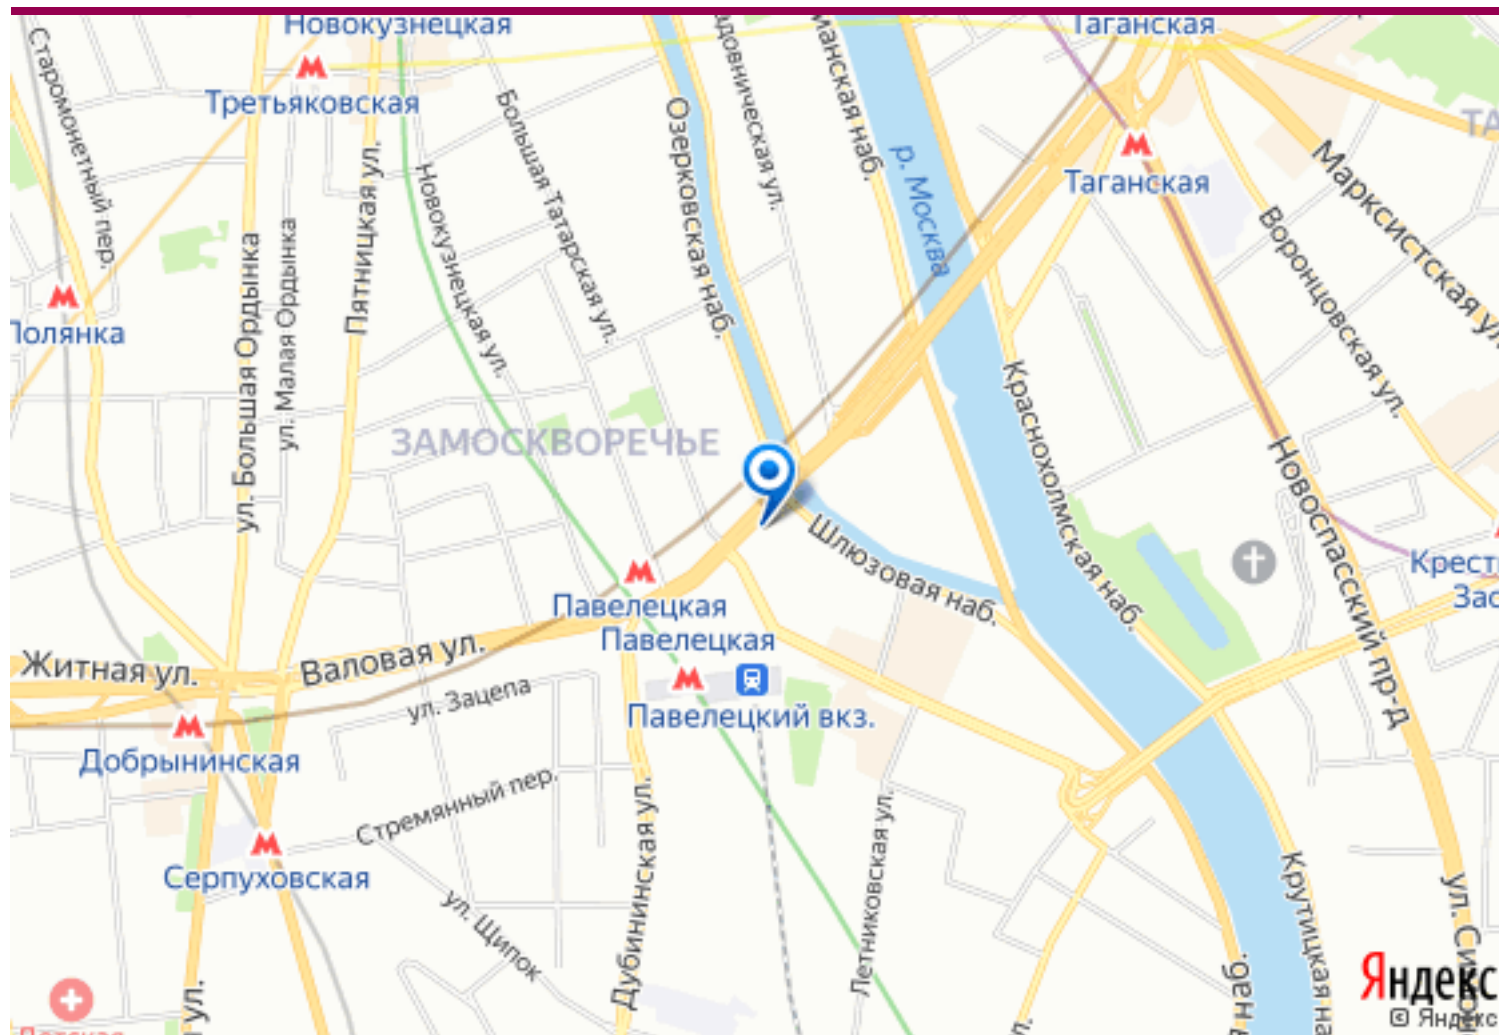 Новокузнецкая
Таганская
Третьяковская
Старомонетный пер.
Большая Татарская ул.
Озерковская наб.
р. Москва
Таганская
Марксистская ул.
Пятницкая ул.
Новокузнецкая ул.
ул. Малая Ордынка
ул. Большая Ордынка
Воронцовская ул.
Полянка
ЗАМОСКВОРЕЧЬЕ
Краснохолмская наб.
Новоспасский пр-д
Шлюзовая наб.
Павелецкая
Павелецкая
Житная ул.
Валовая ул.
ул. Зацепа
Павелецкий вкз.
Добрынинская
Стремянный пер.
Серпуховская
ул. Щипок
Дубининская ул.
Летниковская ул.
Яндекс
© Яндекс